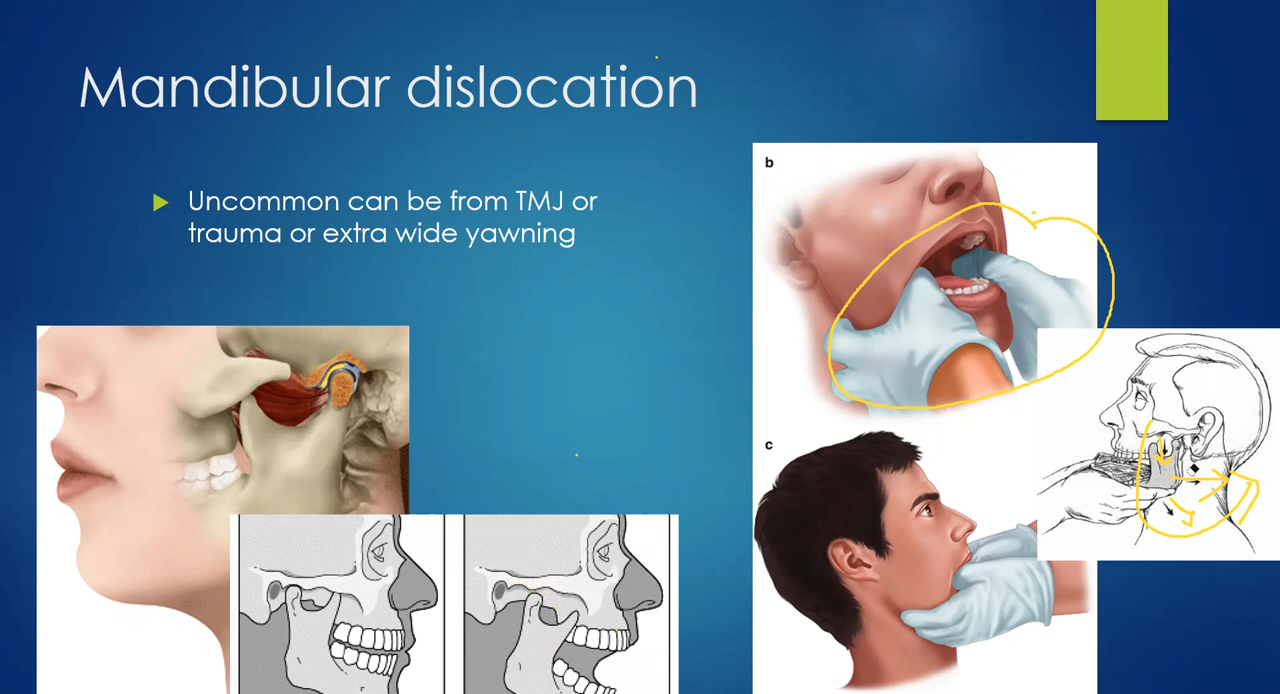 Mandibular dislocation
Uncommon can be from TMJ or
trauma or extra wide yawning
b
c